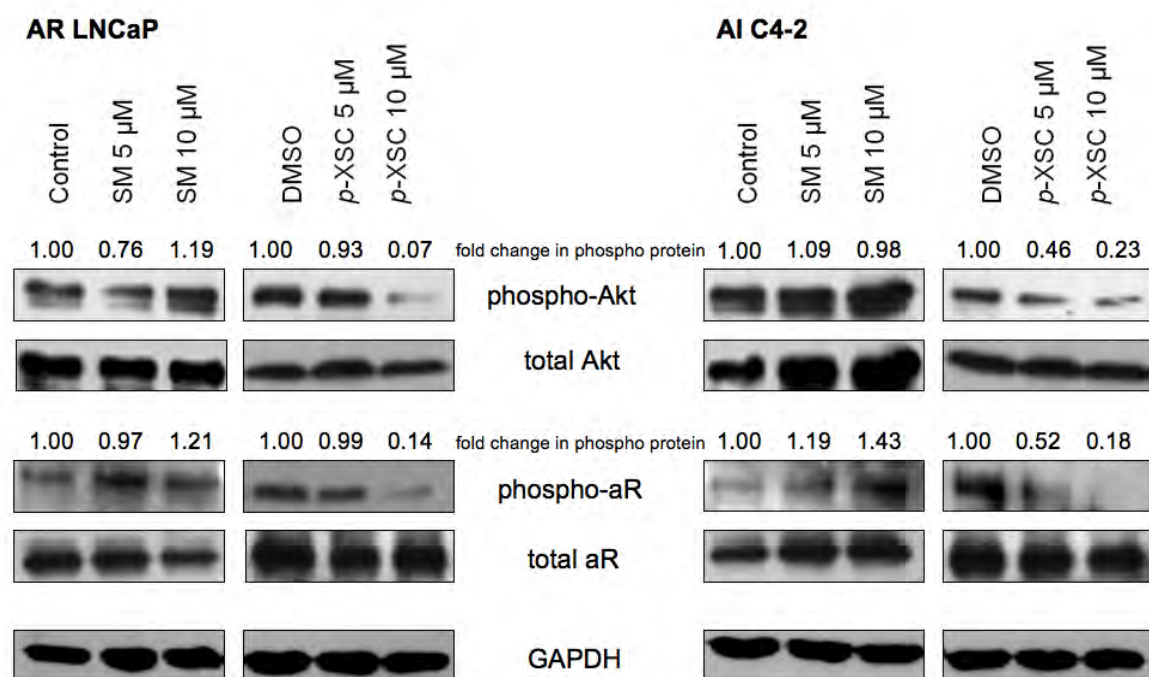 AR LNCaP
AI C4-2
Control
SM 5 µM
SM 10 µM
DMSO
p-XSC 5 µM
p-XSC 10 µM
Control
SM 5 µM
SM 10 µM
DMSO
p-XSC 5 µM
p-XSC 10 µM
1.00 0.76 1.19 1.00 0.93 0.07 fold change in phospho protein 1.00 1.09 0.98 1.00 0.46 0.23
phospho-Akt
total Akt
1.00 0.97 1.21 1.00 0.99 0.14 fold change in phospho protein 1.00 1.19 1.43 1.00 0.52 0.18
phospho-aR
total aR
GAPDH